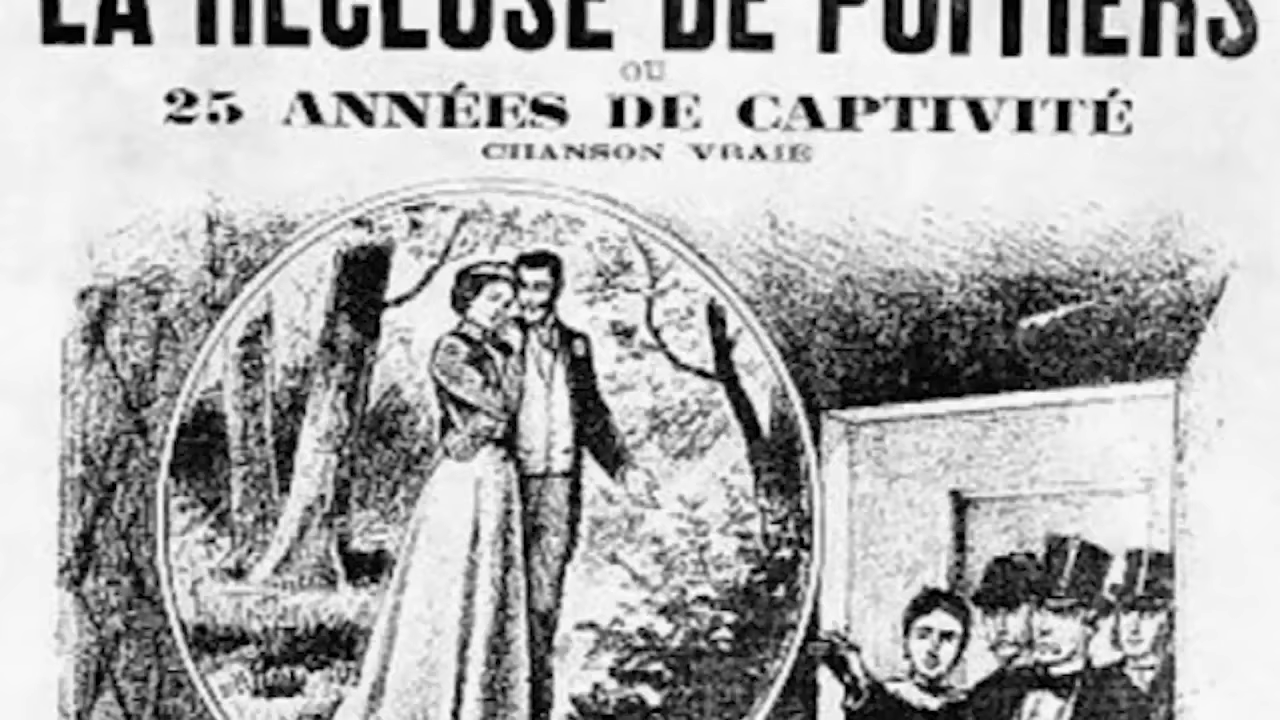 LA RECLUSE DE POITIERS
OU
25 ANNÉES DE CAPTIVITÉ
CHANSON VRAIE